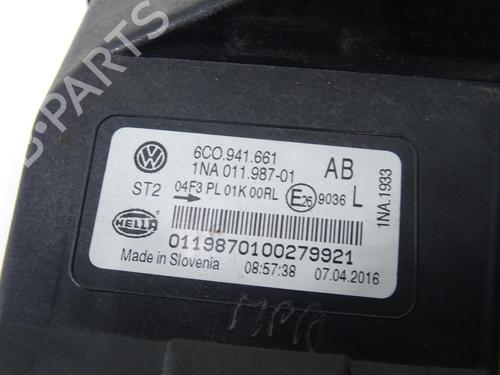 B-PARTS
6C0.941.661
AB
1NA 011.987-01
ST2
04F3 PL 01K 00RL
E26
9036
L
1NA.1933
HELLA
0119870100279921
Made in Slovenia
08:57:38
07.04.2016